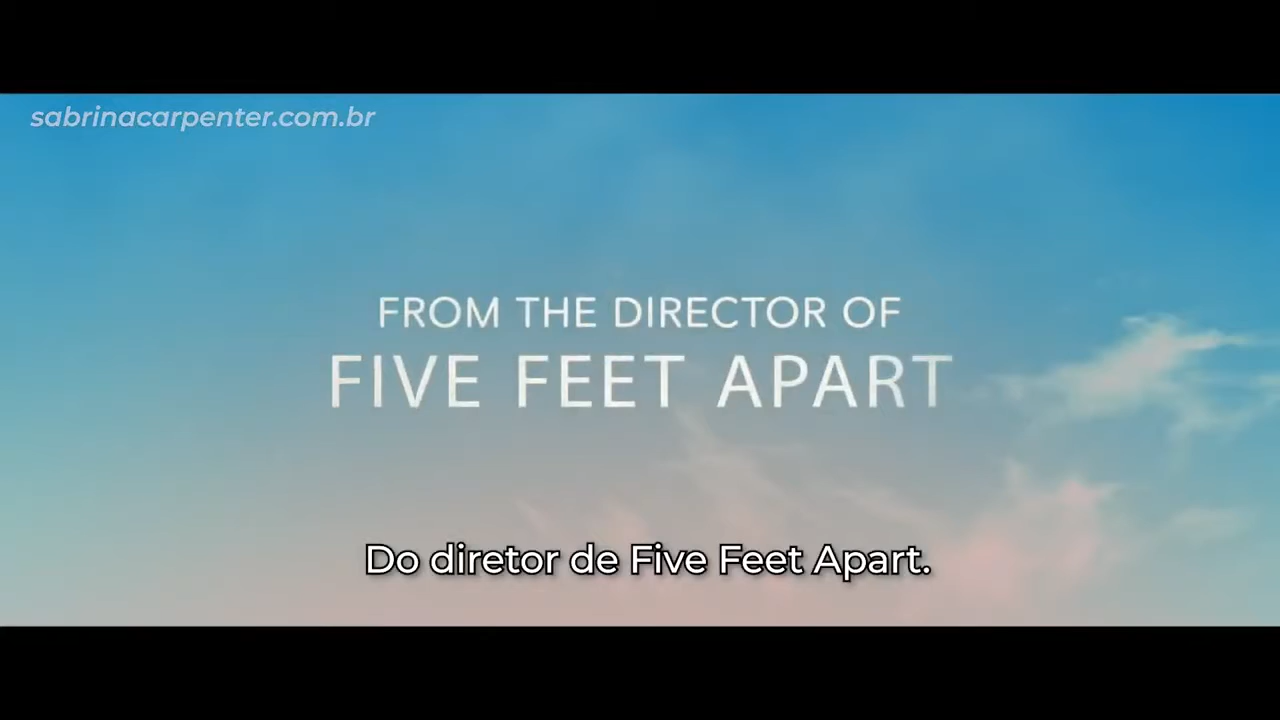 sabrinacarpenter.com.br
FROM THE DIRECTOR OF
FIVE FEET APART
Do diretor de Five Feet Apart.